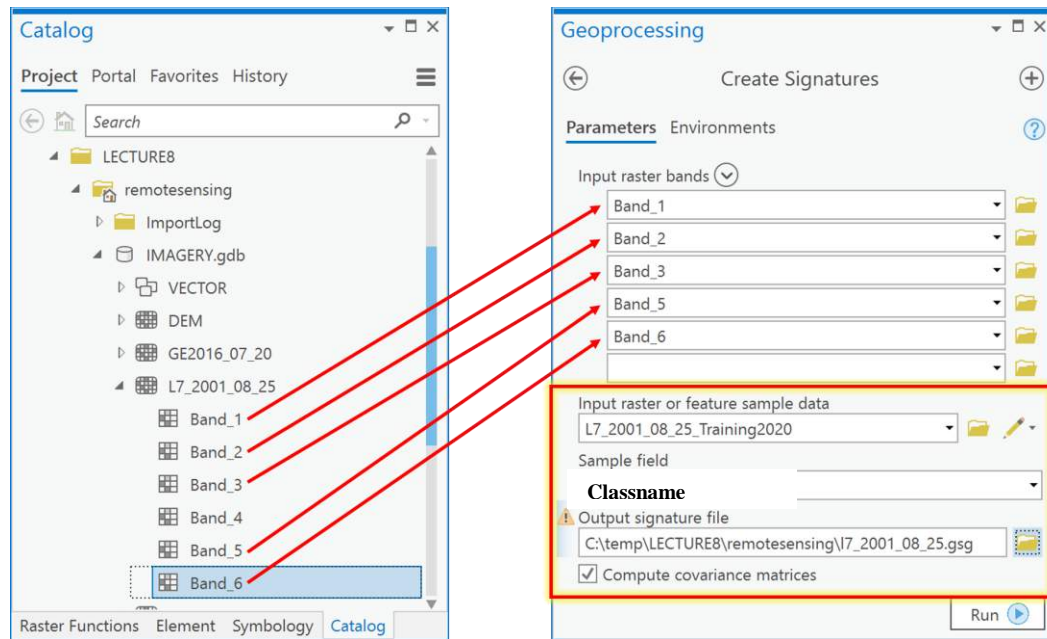 Catalog
Project Portal Favorites History
Search
LECTURE8
remotesensing
ImportLog
IMAGERY.gdb
VECTOR
DEM
GE2016_07_20
L7_2001_08_25
Band_1
Band_2
Band_3
Band_4
Band_5
Band_6
Raster Functions Element Symbology Catalog
Geoprocessing
Create Signatures
Parameters Environments
?
Input raster bands
Band_1
Band_2
Band_3
Band_5
Band_6
Input raster or feature sample data
L7_2001_08_25_Training2020
Sample field
Classname
Output signature file
C:\temp\LECTURE8\remotesensing\l7_2001_08_25.gsg
Compute covariance matrices
Run